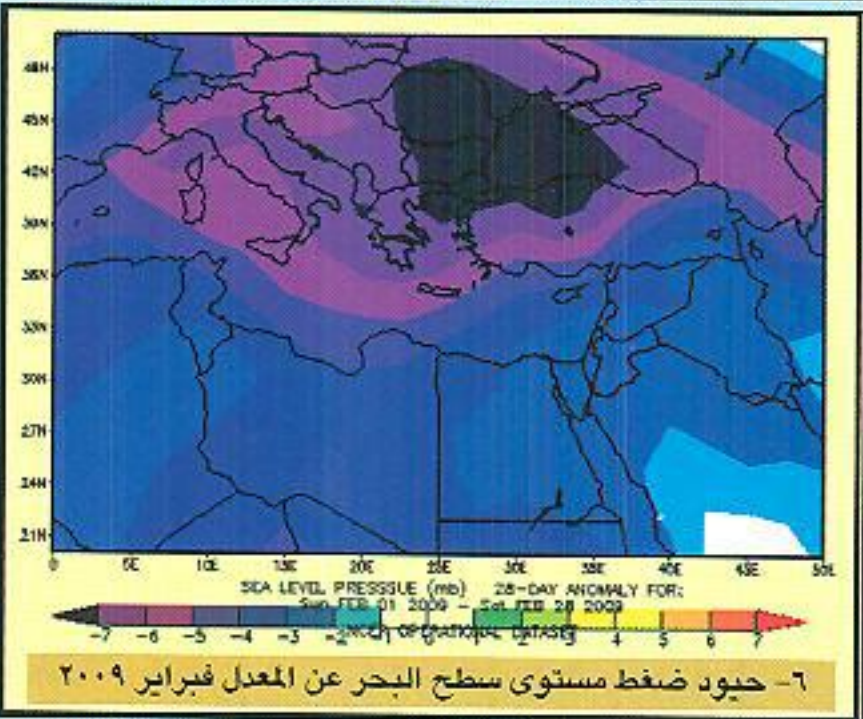 48N
45N
42N
39N
36N
33N
30N
27N
24N
21N
0 5E 10E 15E 20E 25E 30E 35E 40E 45E 50E
SEA LEVEL PRESSSUE (mb) 28-DAY ANOMALY FOR:
Sun FEB 01 2009 – Sat FEB 28 2009
NCEP OPERATIONAL DATASET
-7 -6 -5 -4 -3 -2 -1 0 1 2 3 4 5 6 7
٦- حيود ضغط مستوى سطح البحر عن المعدل فبراير ٢٠٠٩